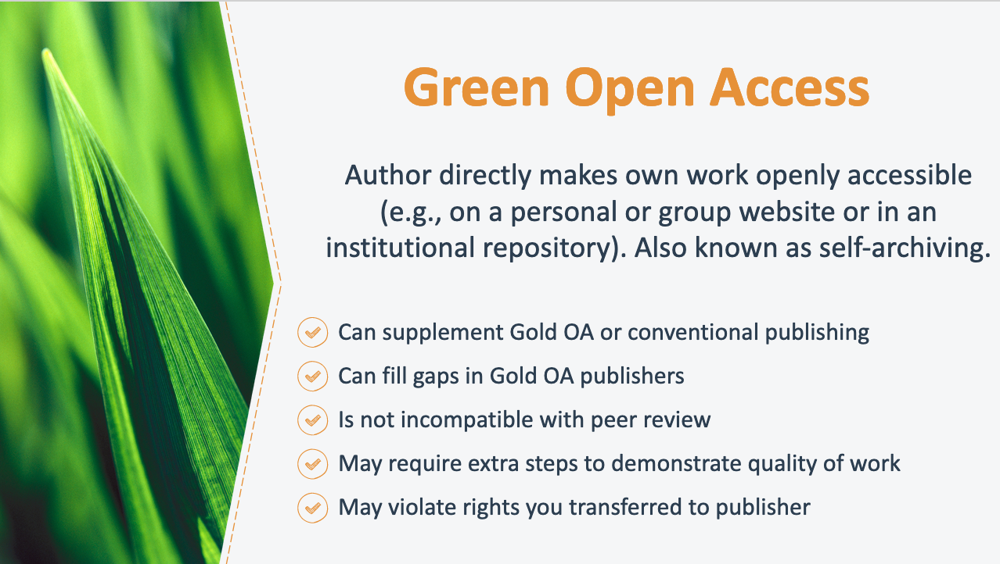 Green Open Access
Author directly makes own work openly accessible
(e.g., on a personal or group website or in an
institutional repository). Also known as self-archiving.
Can supplement Gold OA or conventional publishing
Can fill gaps in Gold OA publishers
Is not incompatible with peer review
May require extra steps to demonstrate quality of work
May violate rights you transferred to publisher